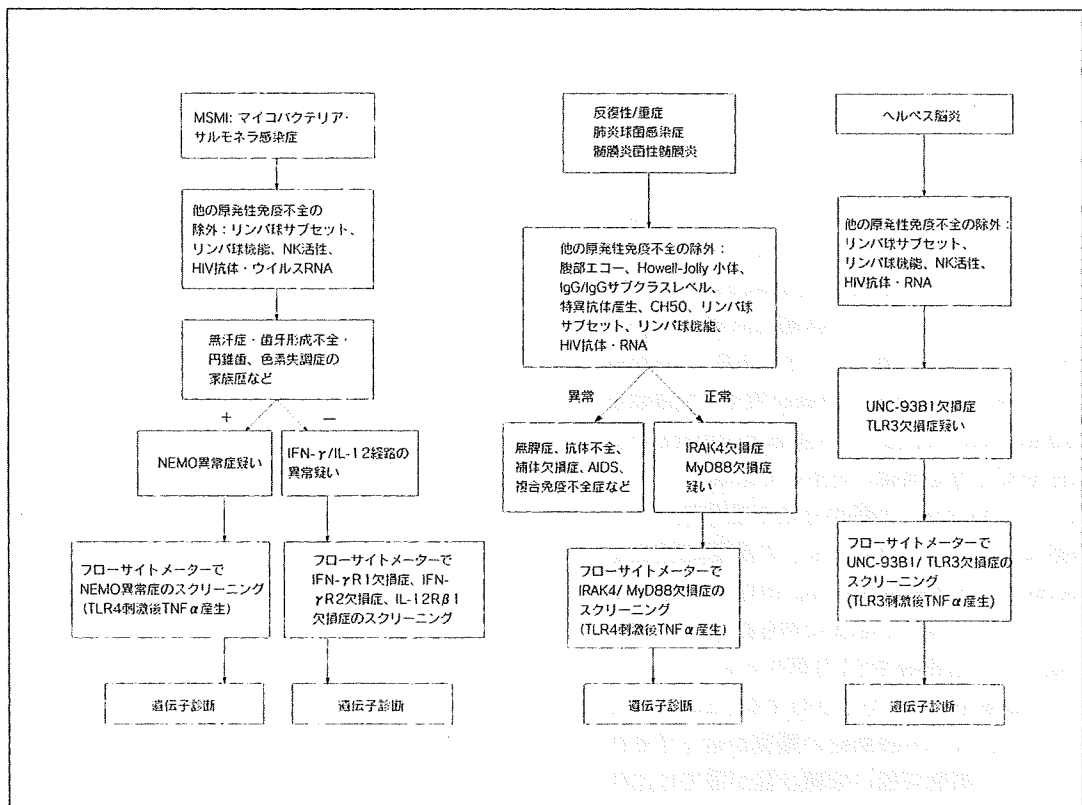 MSMI: マイコバクテリア・
サルモネラ感染症
他の原発性免疫不全の
除外：リンパ球サブセット、
リンパ球機能、NK活性、
HIV抗体・ウイルスRNA
無汗症・歯牙形成不全・
円錐歯、色素失調症の
家族歴など
+
−
NEMO異常症疑い
IFN-γ/IL-12経路の
異常疑い
フローサイトメーターで
NEMO異常症のスクリーニング
(TLR4刺激後TNFα産生)
フローサイトメーターで
IFN-γR1欠損症、IFN-
γR2欠損症、IL-12Rβ1
欠損症のスクリーニング
遺伝子診断
遺伝子診断
反復性/重症
肺炎球菌感染症
髄膜炎菌性髄膜炎
他の原発性免疫不全の除外：
腹部エコー、Howell-Jolly 小体、
IgG/IgGサブクラスレベル、
特異抗体産生、CH50、リンパ球
サブセット、リンパ球機能、
HIV抗体・RNA
異常
正常
無脾症、抗体不全、
補体欠損症、AIDS、
複合免疫不全症など
IRAK4欠損症
MyD88欠損症
疑い
フローサイトメーターで
IRAK4/ MyD88欠損症の
スクリーニング
(TLR4刺激後TNFα産生)
遺伝子診断
ヘルペス脳炎
他の原発性免疫不全の除外：
リンパ球サブセット、
リンパ球機能、NK活性、
HIV抗体・RNA
UNC-93B1欠損症
TLR3欠損症疑い
フローサイトメーターで
UNC-93B1/ TLR3欠損症の
スクリーニング
(TLR3刺激後TNFα産生)
遺伝子診断